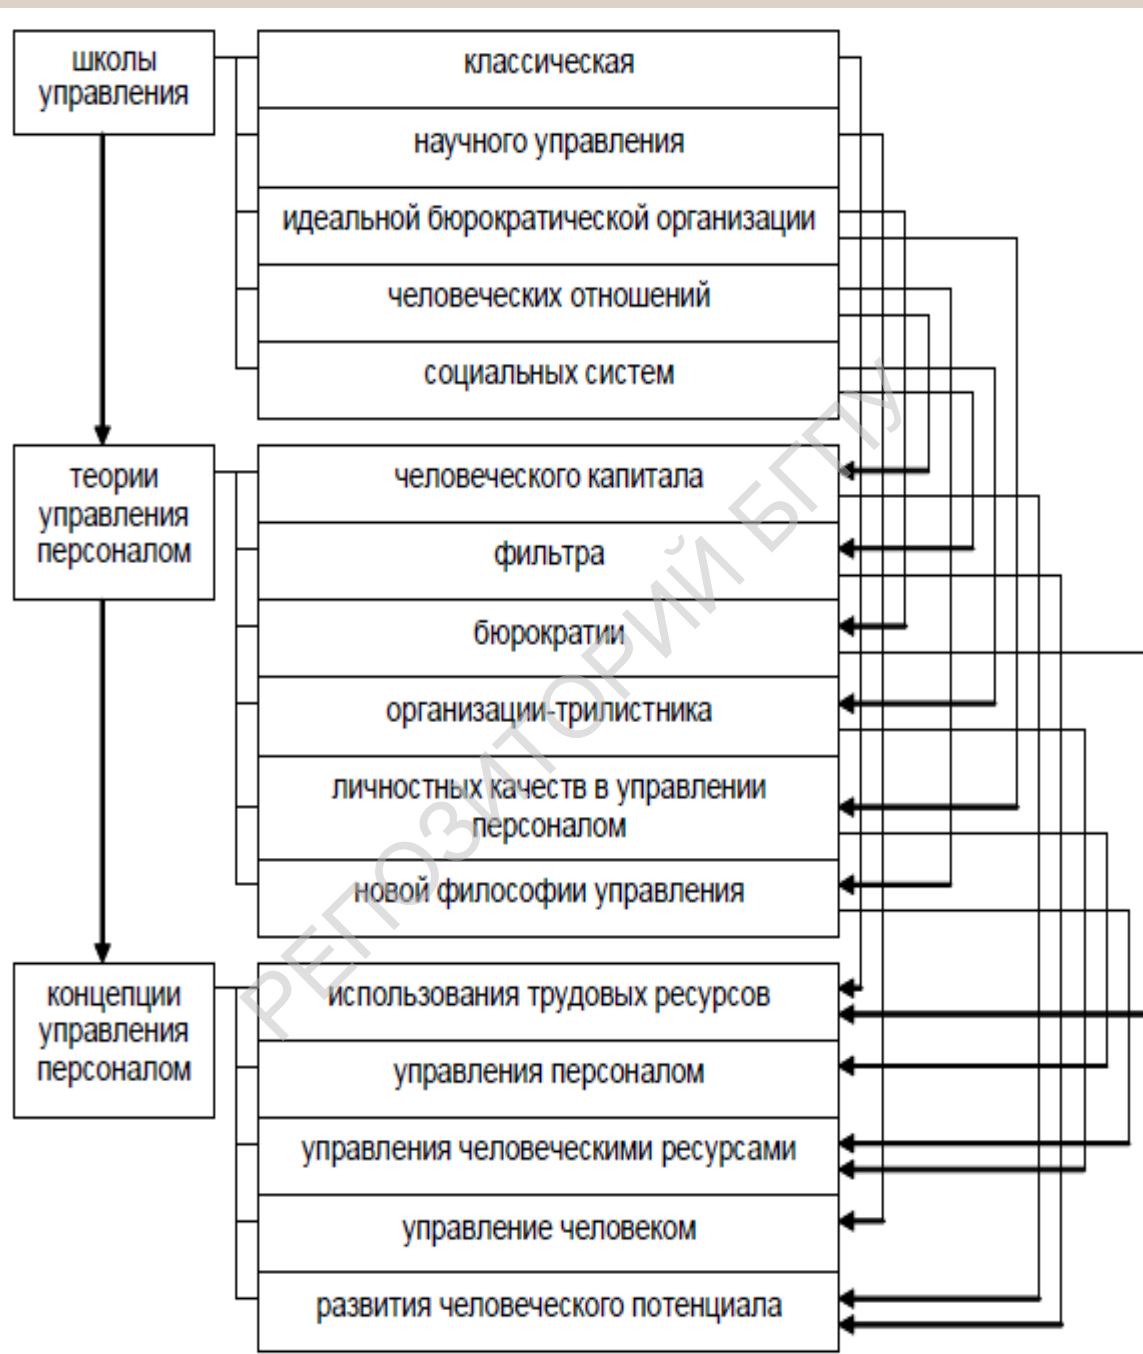 школы
управления
классическая
научного управления
идеальной бюрократической организации
человеческих отношений
социальных систем
теории
управления
персоналом
человеческого капитала
фильтра
бюрократии
организации-трилистника
личностных качеств в управлении
персоналом
новой философии управления
концепции
управления
персоналом
использования трудовых ресурсов
управления персоналом
управления человеческими ресурсами
управление человеком
развития человеческого потенциала
РЕПОЗИТОРИЙ БГПУ